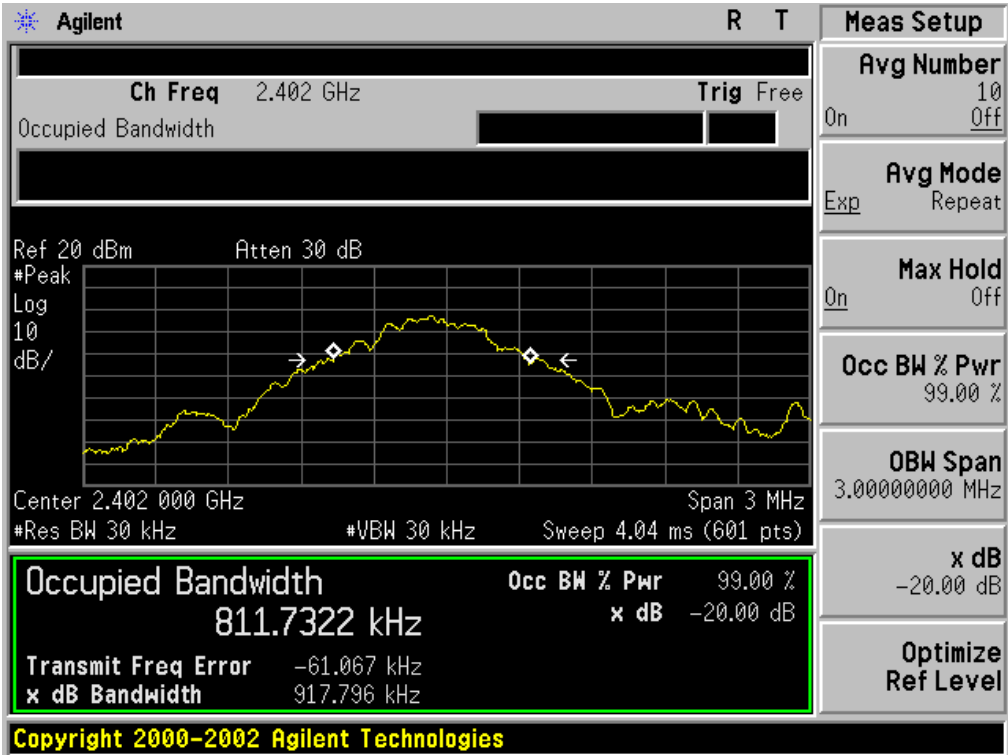 Agilent R T
Ch Freq 2.402 GHz Trig Free
Occupied Bandwidth
Ref 20 dBm Atten 30 dB
#Peak
Log
10
dB/
Center 2.402 000 GHz Span 3 MHz
#Res BW 30 kHz #VBW 30 kHz Sweep 4.04 ms (601 pts)
Occupied Bandwidth Occ BW % Pwr 99.00 %
811.7322 kHz x dB -20.00 dB
Transmit Freq Error -61.067 kHz
x dB Bandwidth 917.796 kHz
Copyright 2000-2002 Agilent Technologies
Meas Setup
Avg Number
10
On Off
Avg Mode
Exp Repeat
Max Hold
On Off
Occ BW % Pwr
99.00 %
OBW Span
3.00000000 MHz
x dB
-20.00 dB
Optimize
Ref Level